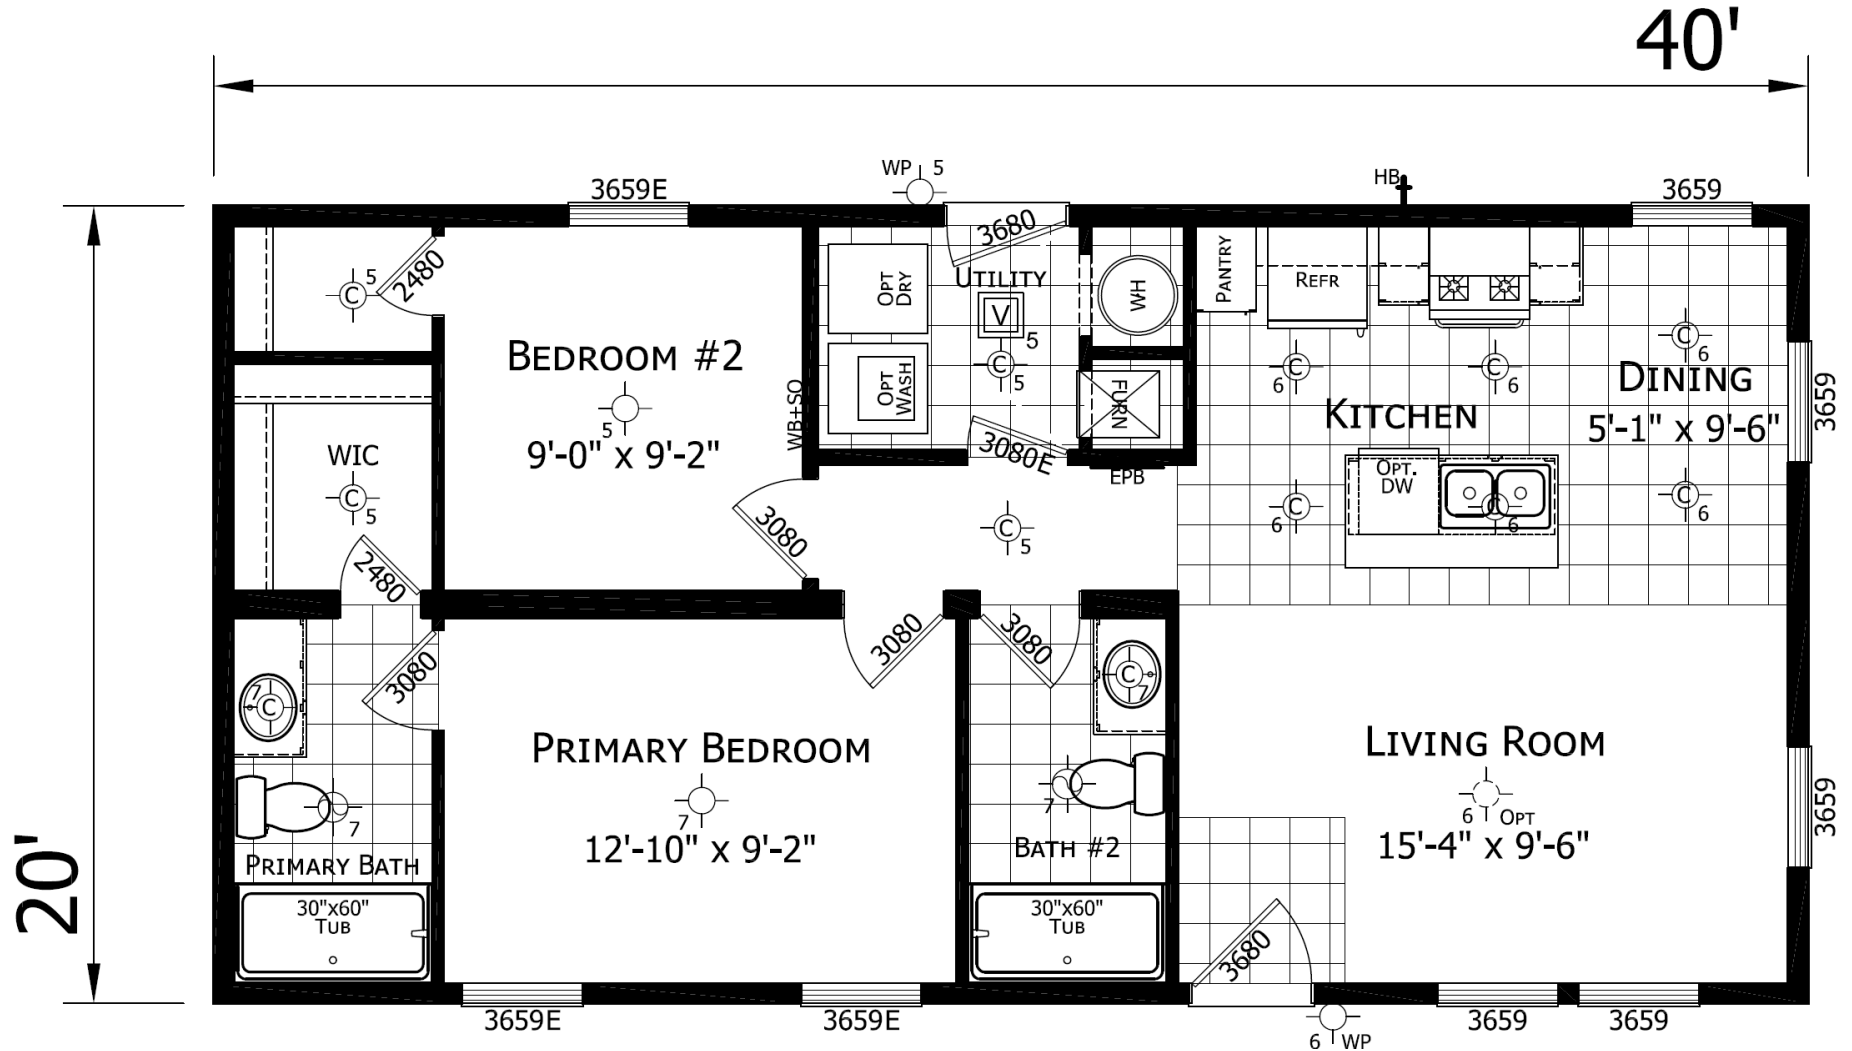 40'
20'
WP 5
HB
3659E
3659
3680
2480
C 5
OPT
DRY
UTILITY
V 5
C 5
HW
PANTRY
REFR
C 6
C 6
C 6
3659
BEDROOM #2
5
9'-0" x 9'-2"
WB+SO
OPT
WASH
FURN
KITCHEN
DINING
5'-1" x 9'-6"
3080E
EPB
WIC
C 5
3080
C 5
C 6
OPT.
DW
C 6
C 6
2480
3080
3080
3080
7 C
C 7
PRIMARY BEDROOM
7
12'-10" x 9'-2"
LIVING ROOM
6 OPT
15'-4" x 9'-6"
3659
7
7
PRIMARY BATH
BATH #2
30"x60"
TUB
30"x60"
TUB
3680
3659E
3659E
3659
3659
6 WP